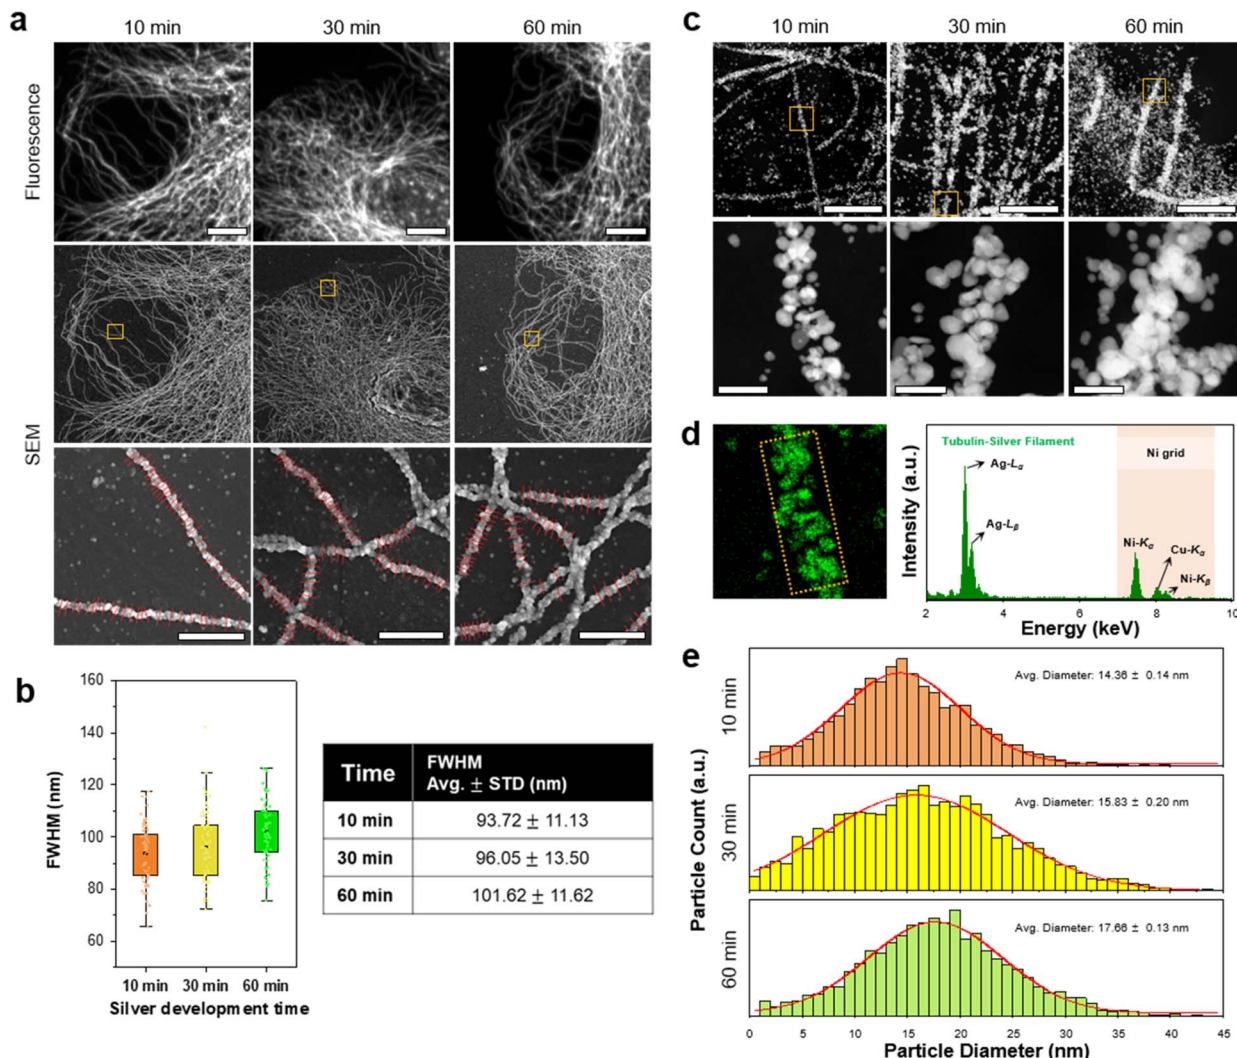 a
10 min
30 min
60 min
Fluorescence
SEM
c
10 min
30 min
60 min
d
Tubulin-Silver Filament
Ag-Lα
Ag-Lβ
Ni grid
Ni-Kα
Cu-Kα
Ni-Kβ
Intensity (a.u.)
2
4
6
8
10
Energy (keV)
b
FWHM (nm)
160
140
120
100
80
60
10 min
30 min
60 min
Silver development time
Time
FWHM
Avg. ± STD (nm)
10 min
93.72 ± 11.13
30 min
96.05 ± 13.50
60 min
101.62 ± 11.62
e
Particle Count (a.u.)
10 min
Avg. Diameter: 14.36 ± 0.14 nm
30 min
Avg. Diameter: 15.83 ± 0.20 nm
60 min
Avg. Diameter: 17.66 ± 0.13 nm
0
5
10
15
20
25
30
35
40
45
Particle Diameter (nm)